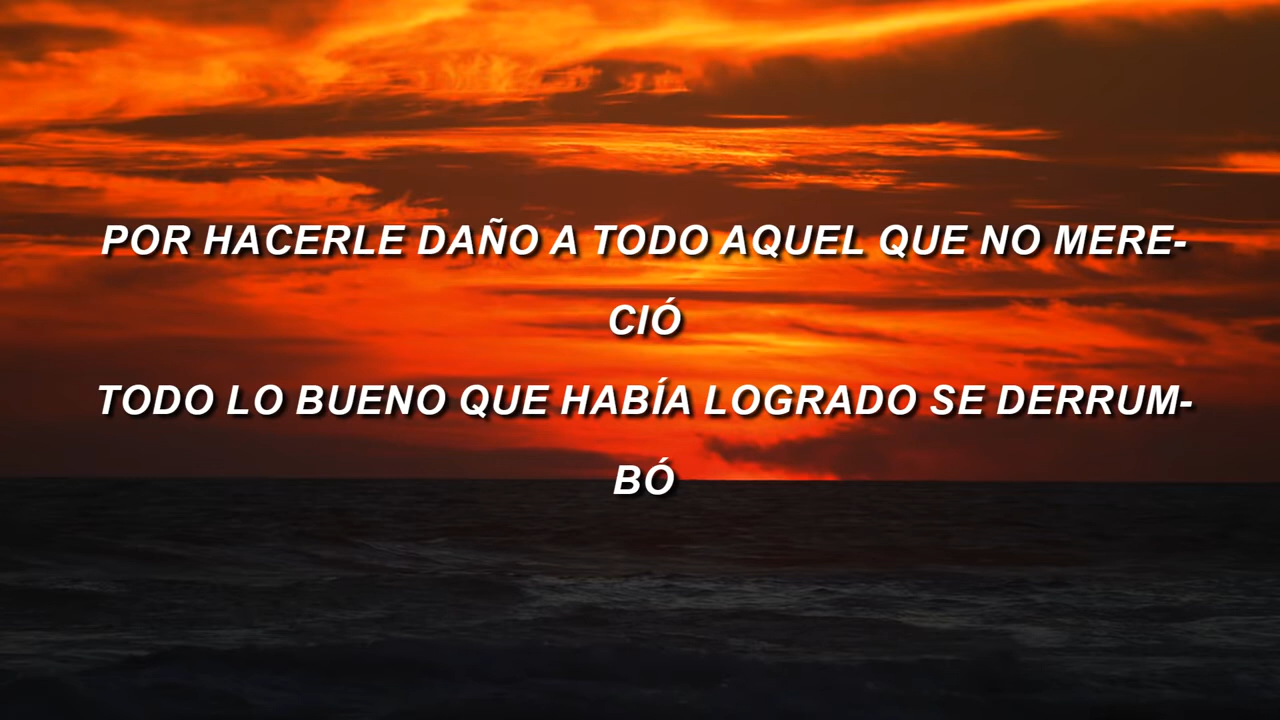 POR HACERLE DAÑO A TODO AQUEL QUE NO MERE-
CIÓ
TODO LO BUENO QUE HABÍA LOGRADO SE DERRUM-
BÓ